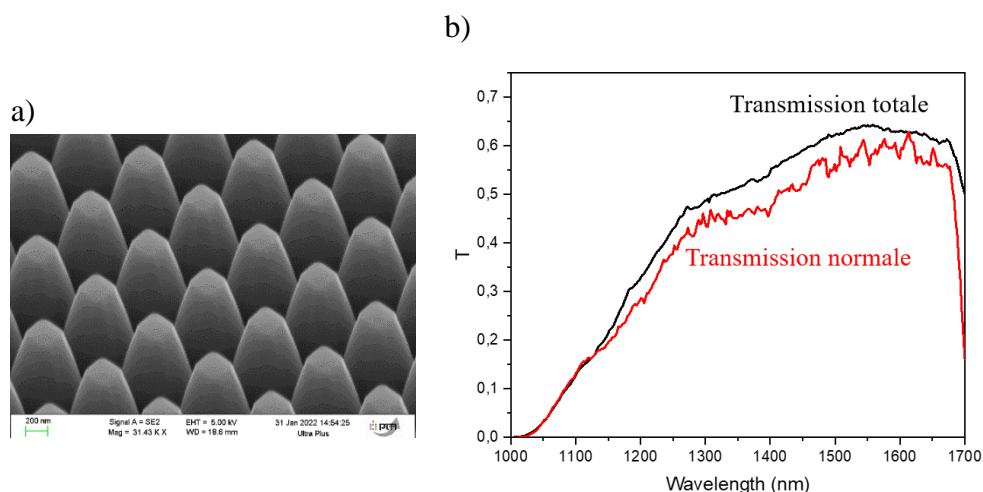 b)
a)
0,7
Transmission totale
0,6
0,5
0,4
T
Transmission normale
0,3
0,2
0,1
0,0
1000 1100 1200 1300 1400 1500 1600 1700
Wavelength (nm)
200 nm
Signal A = SE2 EHT = 5.00 kV 31 Jan 2022 14:54:25
Mag = 31.43 K X WD = 18.6 mm Ultra Plus